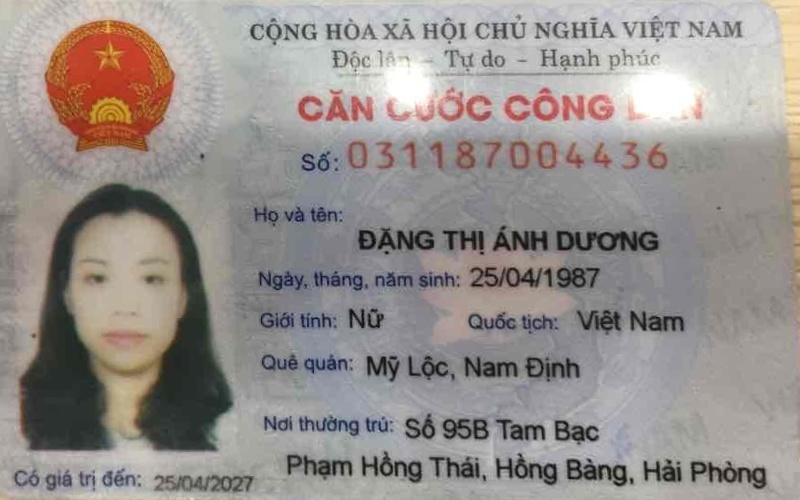 CỘNG HÒA XÃ HỘI CHỦ NGHĨA VIỆT NAM
Độc lập – Tự do – Hạnh phúc
CĂN CƯỚC CÔNG DÂN
Số: 031187004436
Họ và tên:
ĐẶNG THỊ ÁNH DƯƠNG
Ngày, tháng, năm sinh: 25/04/1987
Giới tính: Nữ Quốc tịch: Việt Nam
Quê quán: Mỹ Lộc, Nam Định
Nơi thường trú: Số 95B Tam Bạc
Phạm Hồng Thái, Hồng Bàng, Hải Phòng
Có giá trị đến: 25/04/2027